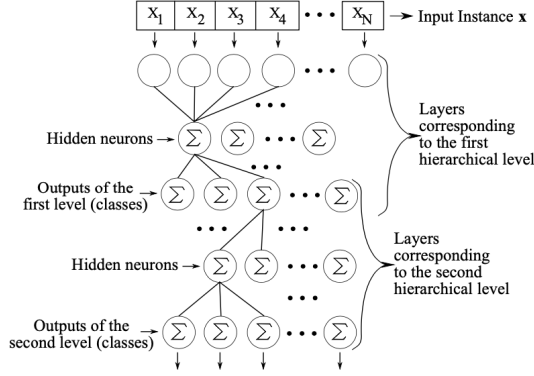 X1 X2 X3 X4 ••• XN Input Instance x
•••
•••
Layers
corresponding
to the first
hierarchical level
Hidden neurons Σ Σ ••• Σ
•••
Outputs of the
first level (classes)
Σ Σ Σ ••• Σ
••• •••
Layers
corresponding
to the second
hierarchical level
Hidden neurons Σ Σ ••• Σ
•••
Outputs of the
second level (classes)
Σ Σ Σ ••• Σ